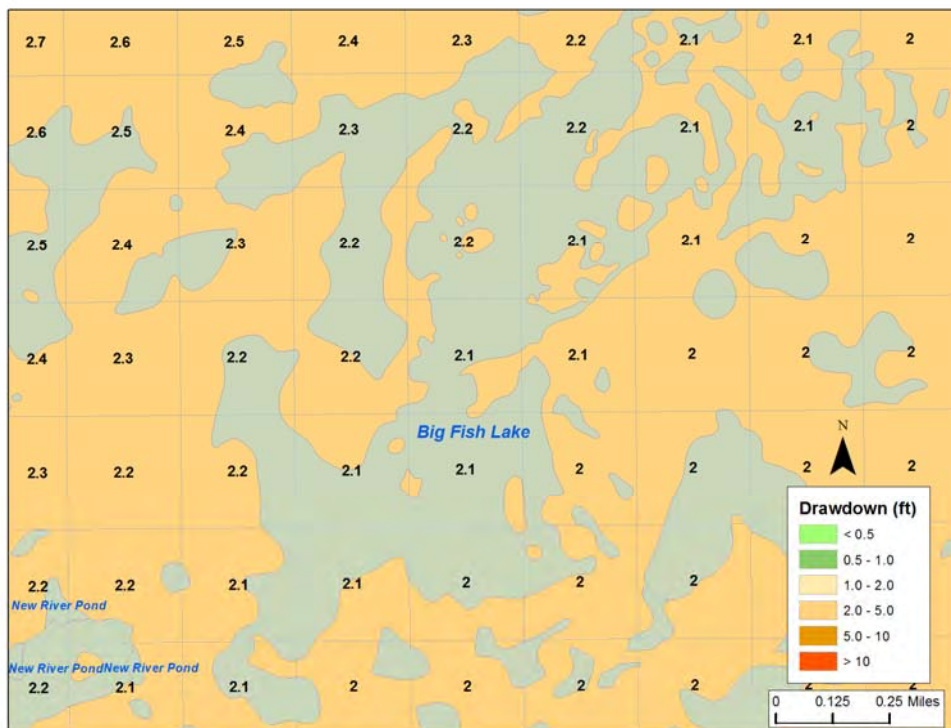 2.7 2.6 2.5 2.4 2.3 2.2 2.1 2.1 2
2.6 2.5 2.4 2.3 2.2 2.2 2.1 2.1 2
2.5 2.4 2.3 2.2 2.2 2.1 2.1 2 2
2.4 2.3 2.2 2.2 2.1 2.1 2 2 2
Big Fish Lake
2.3 2.2 2.2 2.1 2.1 2 2 2 2
N
Drawdown (ft)
< 0.5
0.5 - 1.0
1.0 - 2.0
2.0 - 5.0
5.0 - 10
> 10
2.2 2.2 2.1 2.1 2 2 2
New River Pond
New River Pond New River Pond
2.2 2.1 2.1 2 2 2 2 2 2
0 0.125 0.25 Miles